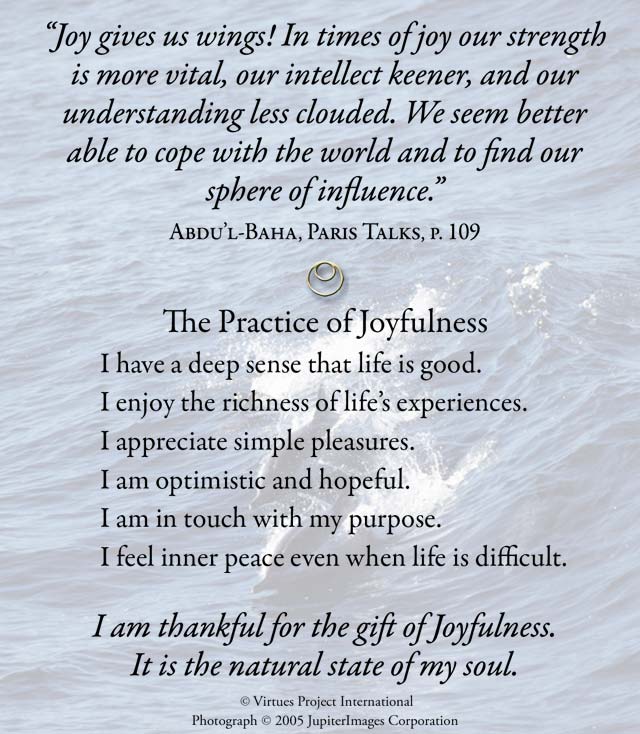 “Joy gives us wings! In times of joy our strength
is more vital, our intellect keener, and our
understanding less clouded. We seem better
able to cope with the world and to find our
sphere of influence.”
Abdu’l-Baha, Paris Talks, p. 109
The Practice of Joyfulness
I have a deep sense that life is good.
I enjoy the richness of life’s experiences.
I appreciate simple pleasures.
I am optimistic and hopeful.
I am in touch with my purpose.
I feel inner peace even when life is difficult.
I am thankful for the gift of Joyfulness.
It is the natural state of my soul.
© Virtues Project International
Photograph © 2005 JupiterImages Corporation